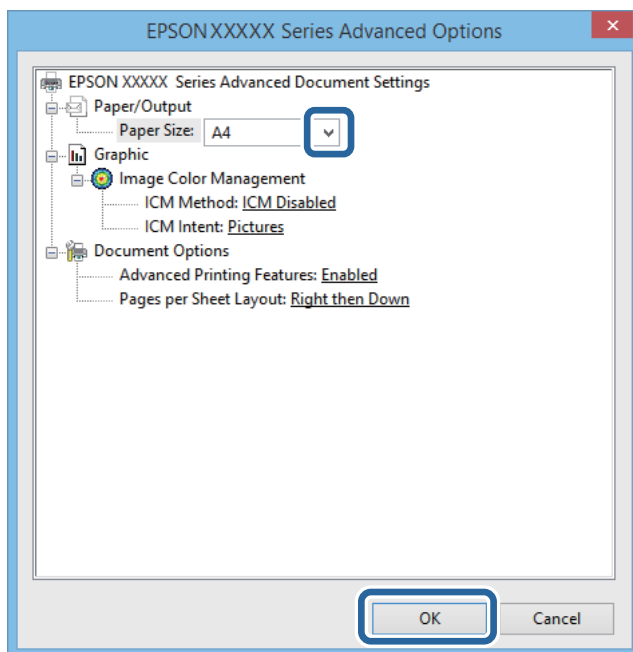 EPSON XXXXX Series Advanced Options
EPSON XXXXX Series Advanced Document Settings
Paper/Output
Paper Size: A4
Graphic
Image Color Management
ICM Method: ICM Disabled
ICM Intent: Pictures
Document Options
Advanced Printing Features: Enabled
Pages per Sheet Layout: Right then Down
OK Cancel